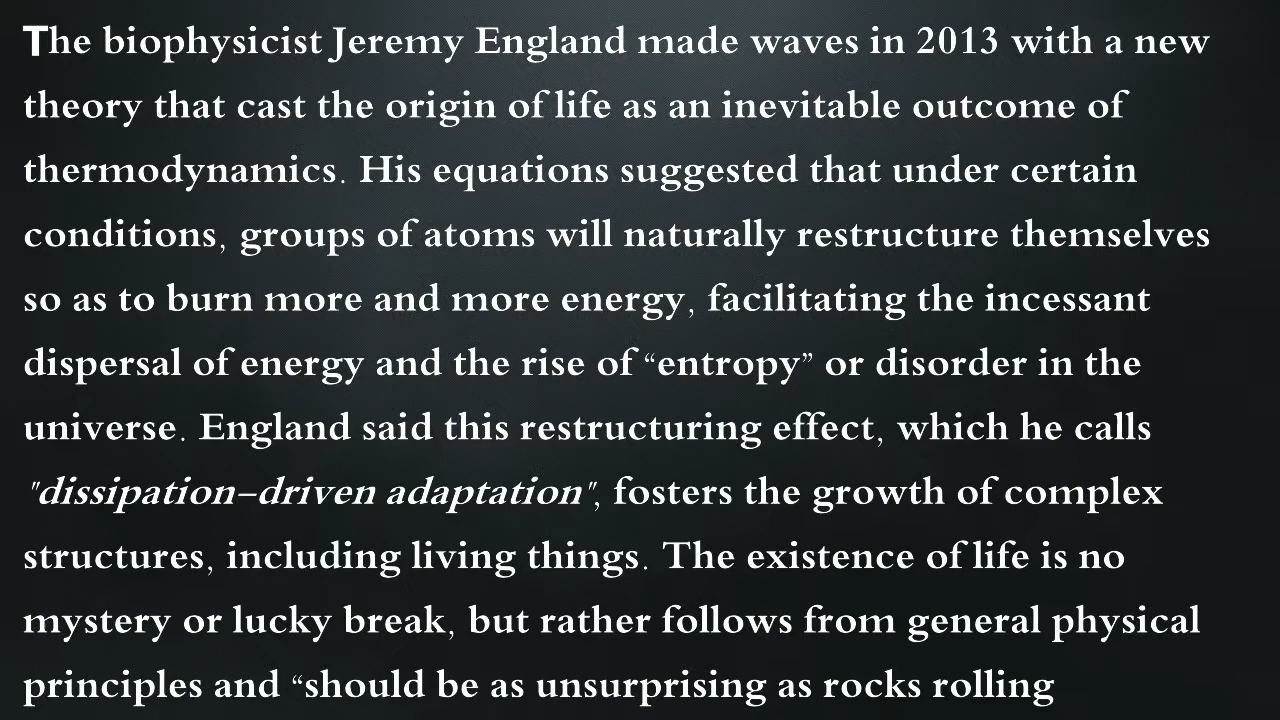 The biophysicist Jeremy England made waves in 2013 with a new
theory that cast the origin of life as an inevitable outcome of
thermodynamics. His equations suggested that under certain
conditions, groups of atoms will naturally restructure themselves
so as to burn more and more energy, facilitating the incessant
dispersal of energy and the rise of “entropy” or disorder in the
universe. England said this restructuring effect, which he calls
"dissipation–driven adaptation", fosters the growth of complex
structures, including living things. The existence of life is no
mystery or lucky break, but rather follows from general physical
principles and “should be as unsurprising as rocks rolling